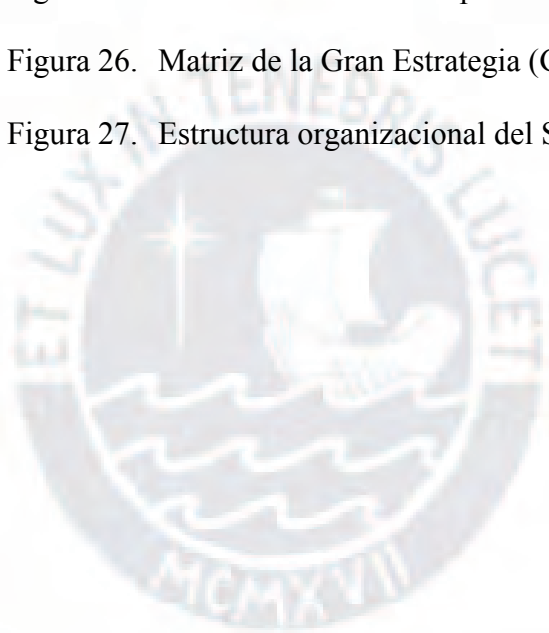 Figura 26. Matriz de la Gran Estrategia (
Figura 27. Estructura organizacional del
ET LUX IN TENEBRIS LUCET
MCMXVII